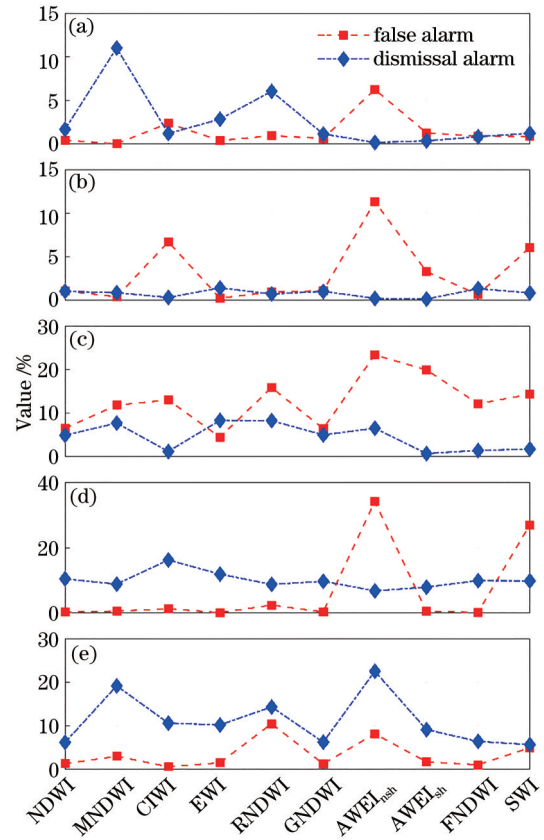 15
(a)
false alarm
10
dismissal alarm
5
0
15
(b)
10
5
0
30
(c)
20
10
0
Value /%
40
(d)
20
0
30
(e)
20
10
0
NDWI
MNDWI
CIWI
EWI
RNDWI
GNDWI
AWEInsh
AWEIsh
FNDWI
SWI